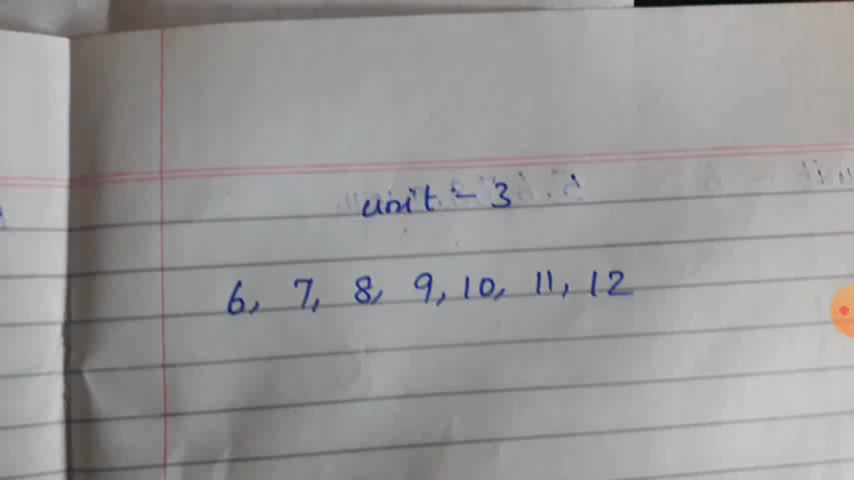 unit - 3
6, 7, 8, 9, 10, 11, 12